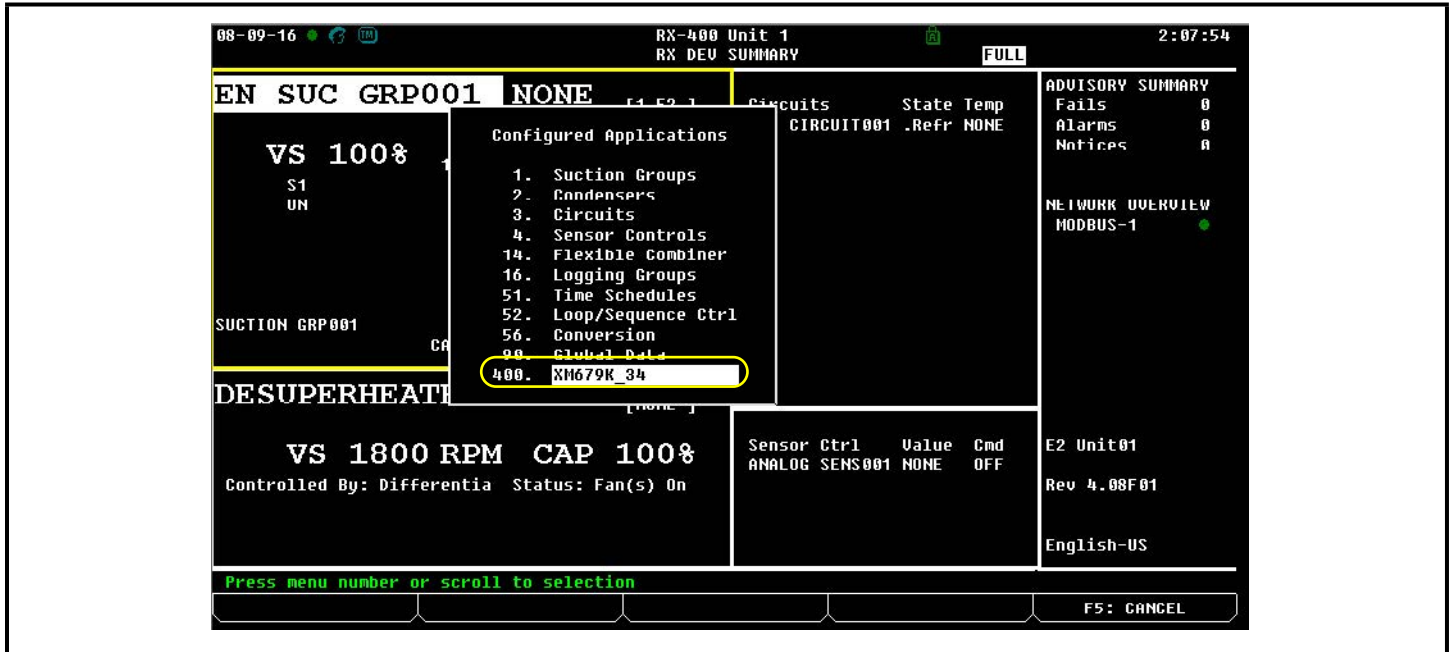 08-09-16 TM RX-400 Unit 1 A 2:07:54
RX DEV SUMMARY FULL
EN SUC GRP001 NONE
VS 100%
S1
UN
SUCTION GRP001
Configured Applications
1. Suction Groups
2. Condensers
3. Circuits
4. Sensor Controls
14. Flexible Combiner
16. Logging Groups
51. Time Schedules
52. Loop/Sequence Ctrl
56. Conversion
90. Global Data
400. XM679K_34
Circuits State Temp
CIRCUIT001 .Refr NONE
ADVISORY SUMMARY
Fails 0
Alarms 0
Notices 0
NETWORK OVERVIEW
MODBUS-1
VS 1800 RPM CAP 100%
Controlled By: Differentia Status: Fan(s) On
Sensor Ctrl Value Cmd
ANALOG SENS001 NONE OFF
E2 Unit01
Rev 4.08F01
English-US
Press menu number or scroll to selection
F5: CANCEL